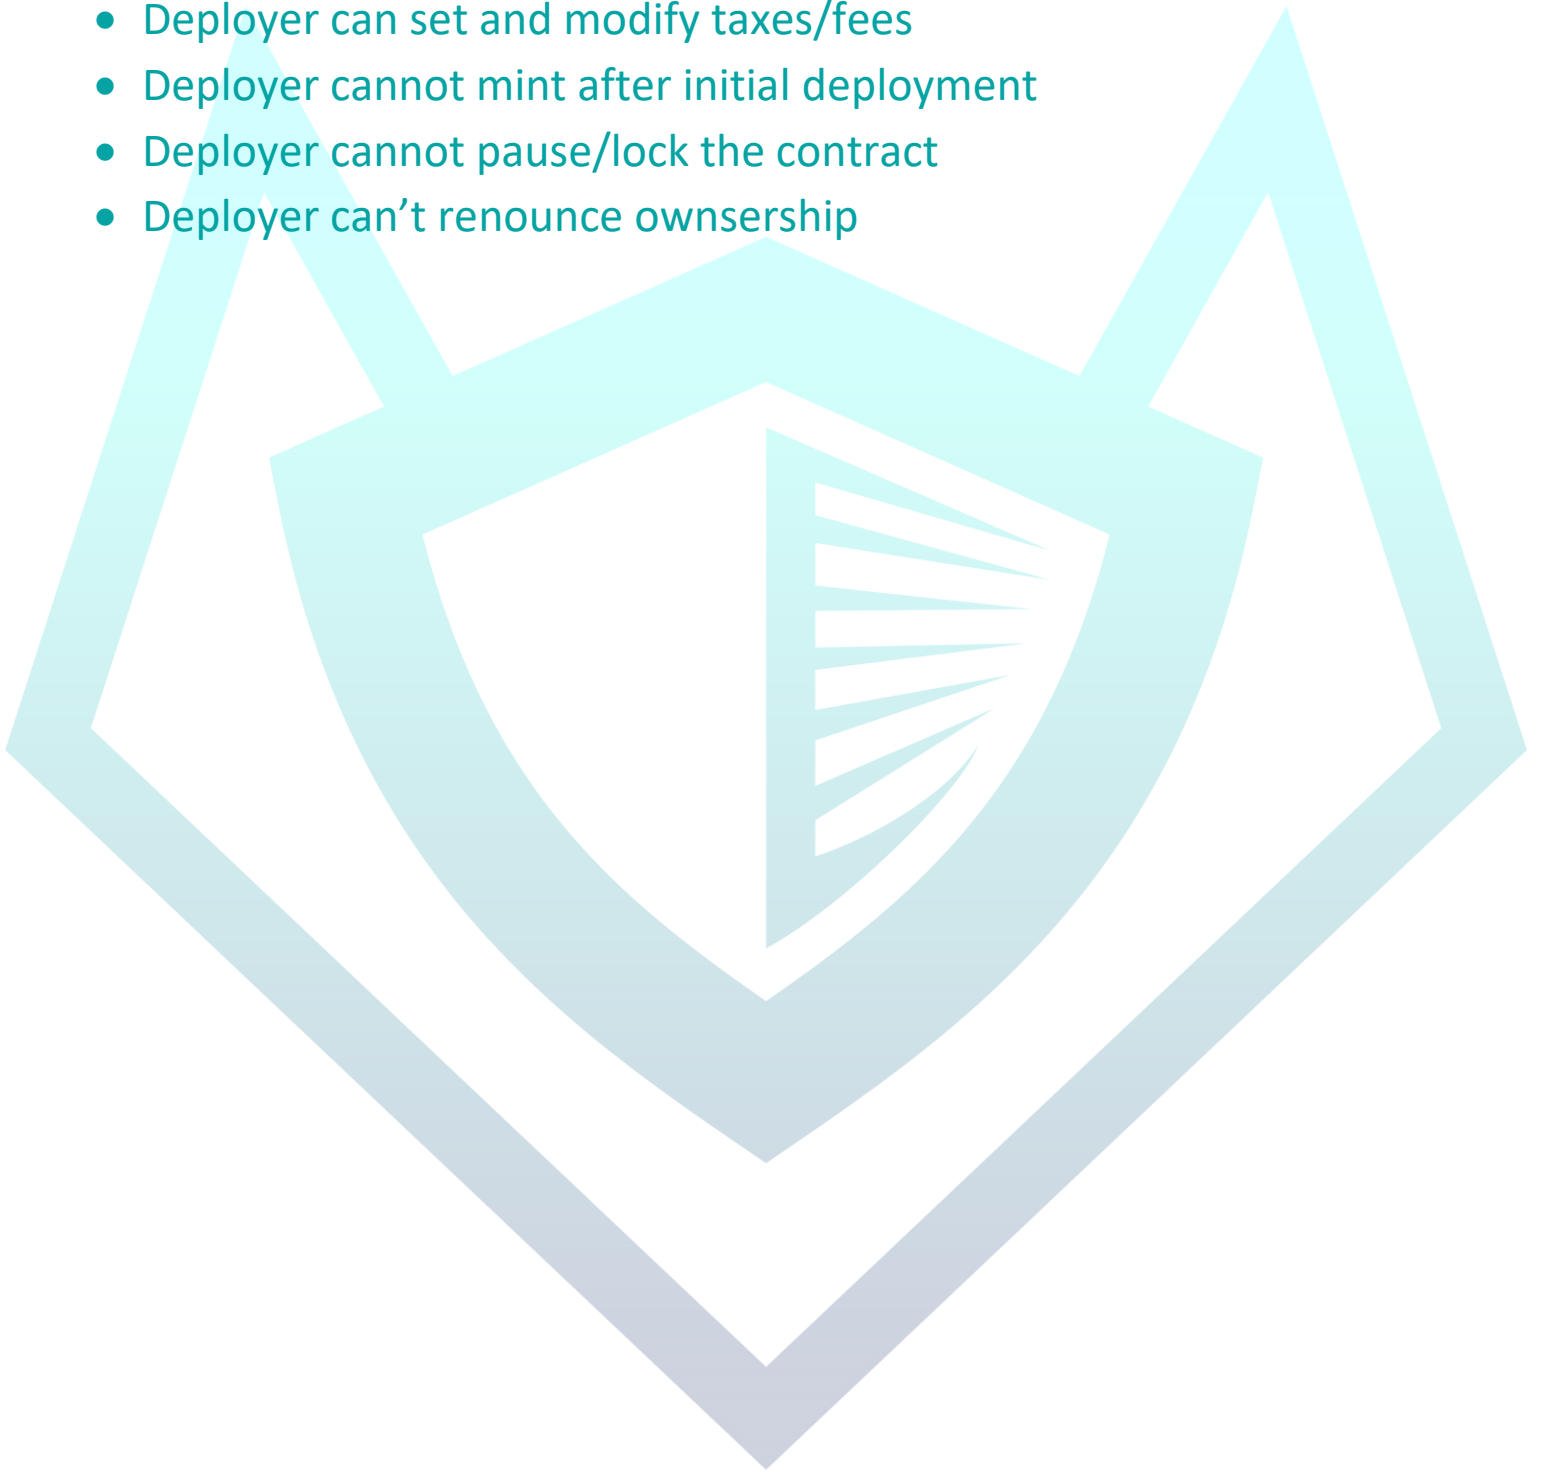 • Deployer can set and modify taxes/fees
• Deployer cannot mint after initial deployment
• Deployer cannot pause/lock the contract
• Deployer can’t renounce ownsership